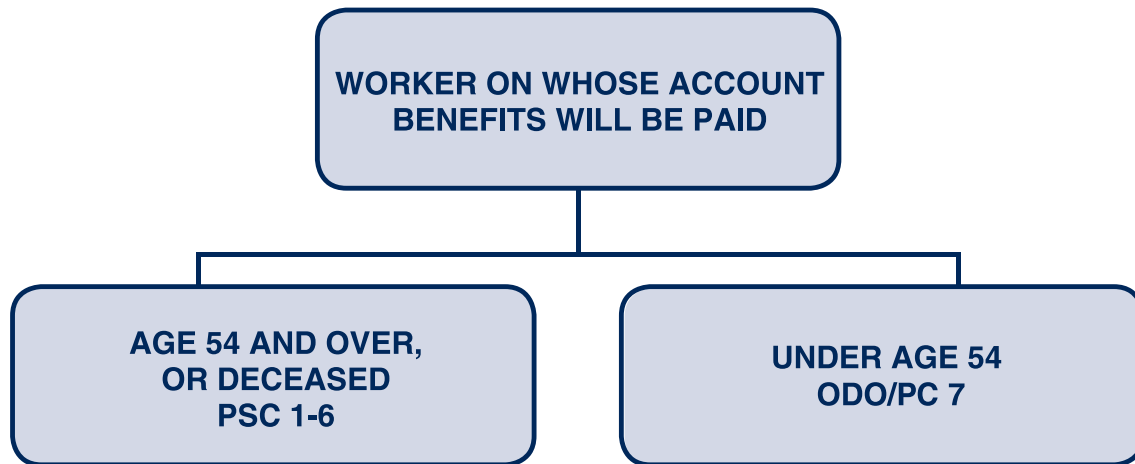 WORKER ON WHOSE ACCOUNT
BENEFITS WILL BE PAID
AGE 54 AND OVER,
OR DECEASED
PSC 1-6
UNDER AGE 54
ODO/PC 7